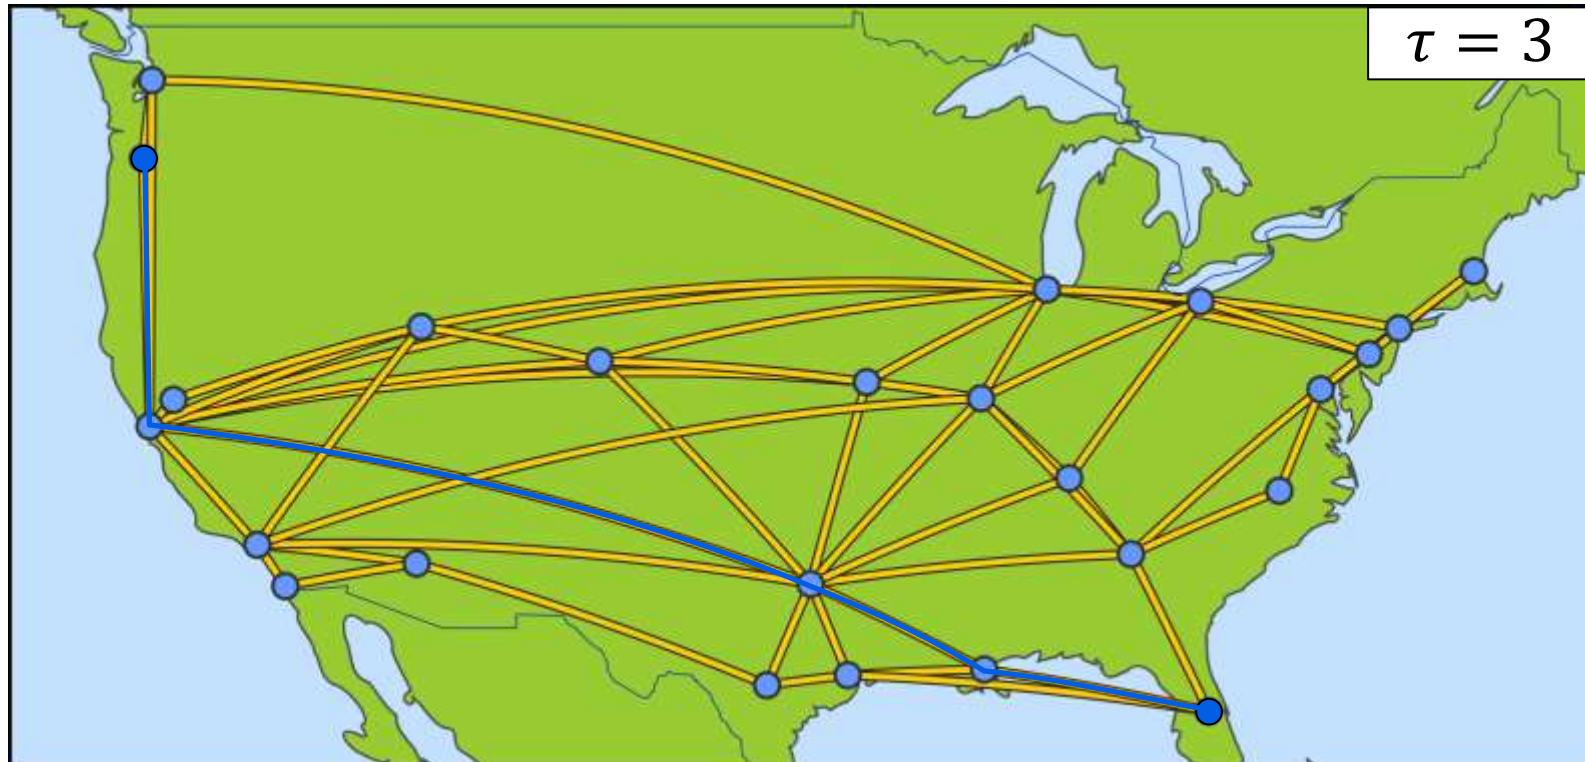 τ = 3